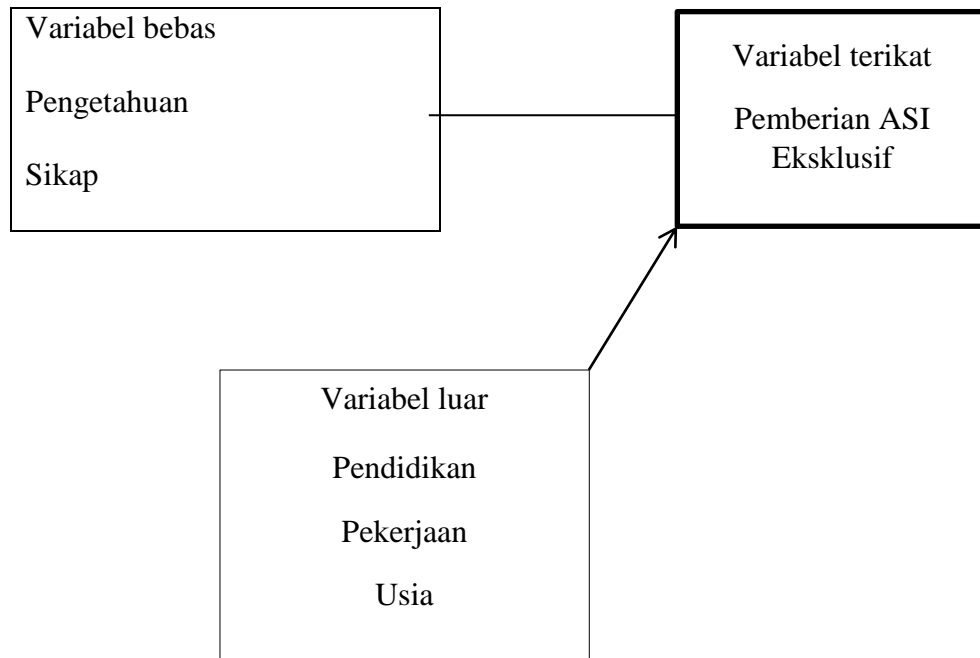 Variabel bebas
Pengetahuan
Sikap
Variabel terikat
Pemberian ASI
Eksklusif
Variabel luar
Pendidikan
Pekerjaan
Usia